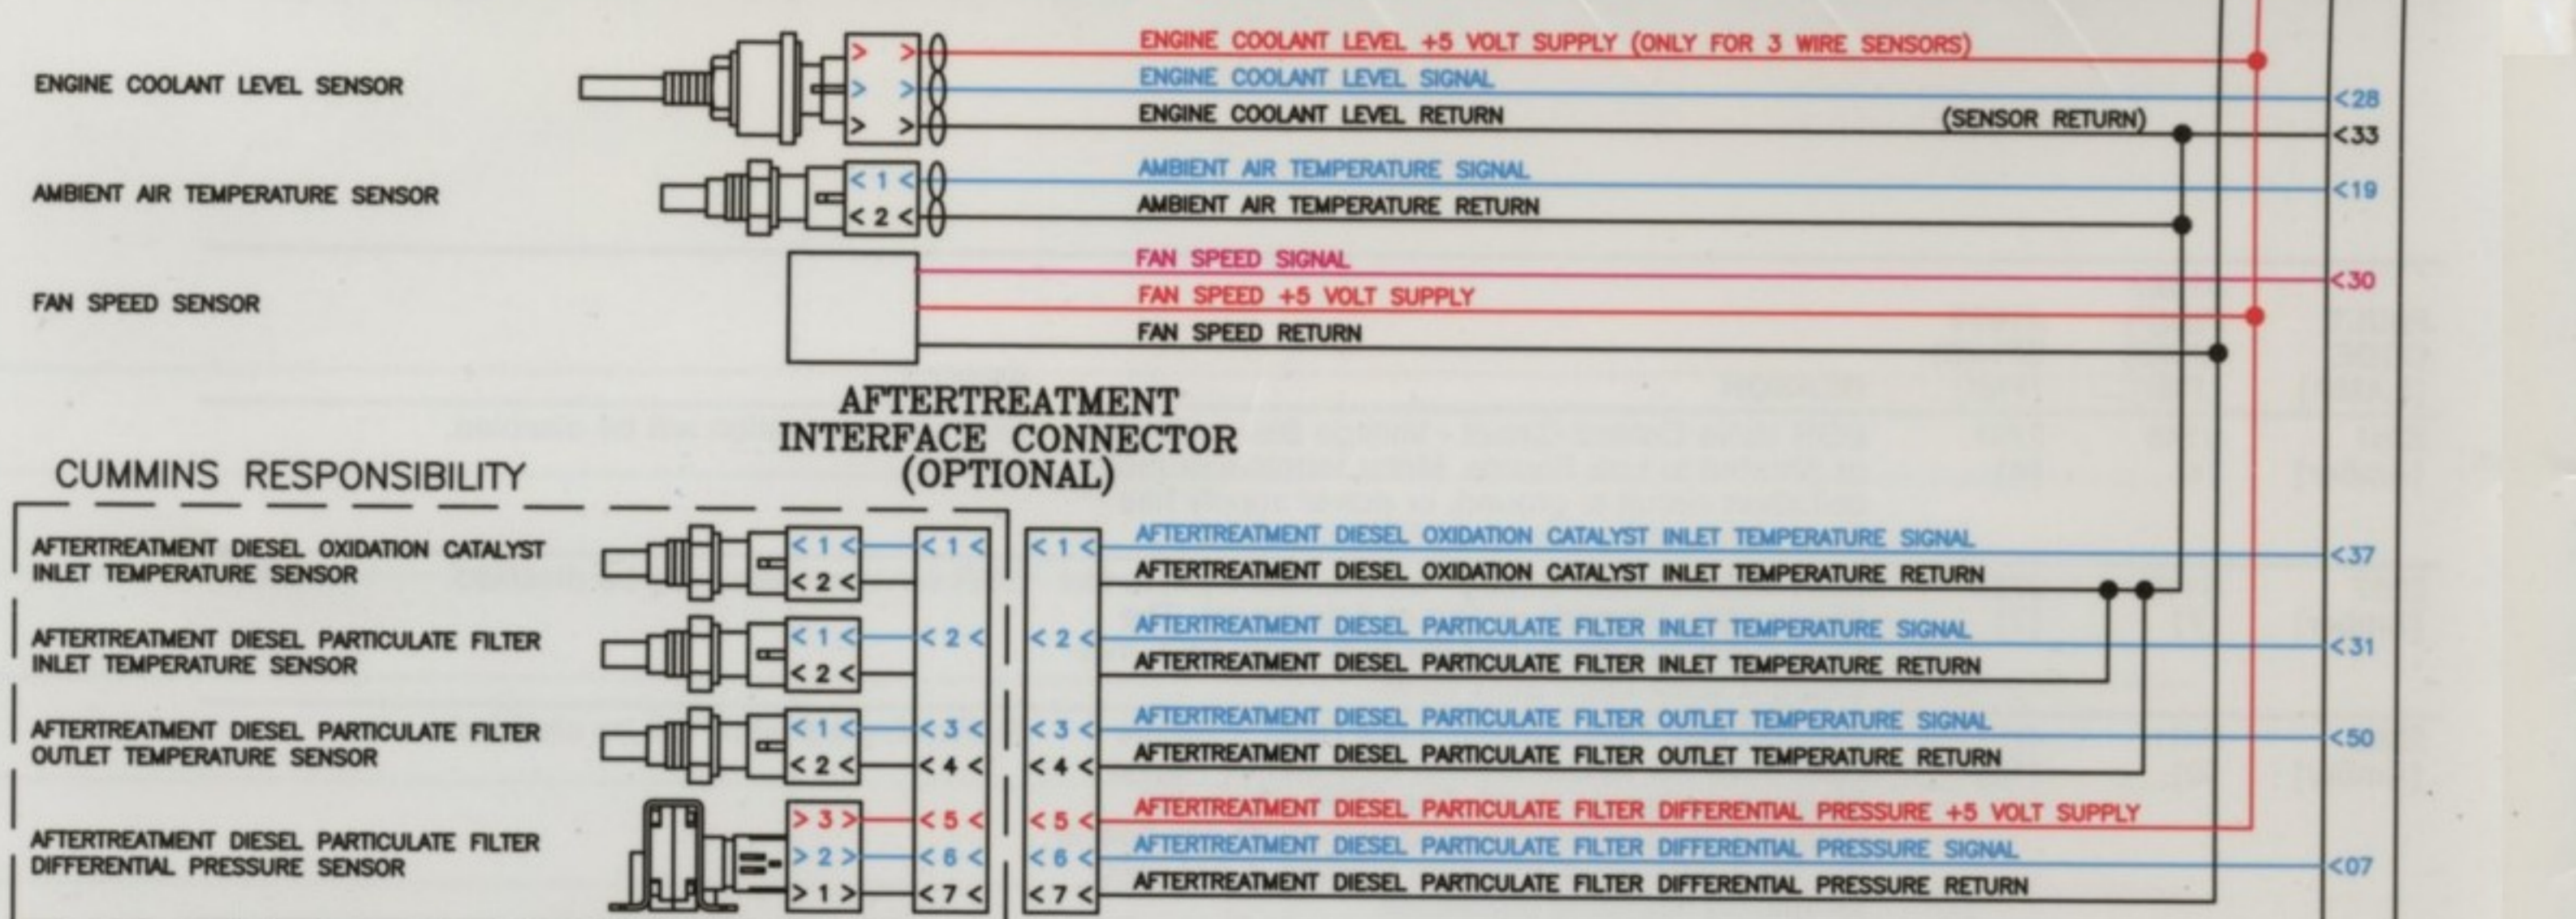 ENGINE COOLANT LEVEL SENSOR
> >
> >
> >
ENGINE COOLANT LEVEL +5 VOLT SUPPLY (ONLY FOR 3 WIRE SENSORS)
ENGINE COOLANT LEVEL SIGNAL
<28
ENGINE COOLANT LEVEL RETURN (SENSOR RETURN)
<33
AMBIENT AIR TEMPERATURE SENSOR
< 1 <
< 2 <
AMBIENT AIR TEMPERATURE SIGNAL
<19
AMBIENT AIR TEMPERATURE RETURN
FAN SPEED SENSOR
FAN SPEED SIGNAL
<30
FAN SPEED +5 VOLT SUPPLY
FAN SPEED RETURN
AFTERTREATMENT
INTERFACE CONNECTOR
(OPTIONAL)
CUMMINS RESPONSIBILITY
AFTERTREATMENT DIESEL OXIDATION CATALYST
INLET TEMPERATURE SENSOR
< 1 < < 1 < < 1 <
< 2 <
AFTERTREATMENT DIESEL OXIDATION CATALYST INLET TEMPERATURE SIGNAL
<37
AFTERTREATMENT DIESEL OXIDATION CATALYST INLET TEMPERATURE RETURN
AFTERTREATMENT DIESEL PARTICULATE FILTER
INLET TEMPERATURE SENSOR
< 1 < < 2 < < 2 <
< 2 <
AFTERTREATMENT DIESEL PARTICULATE FILTER INLET TEMPERATURE SIGNAL
<31
AFTERTREATMENT DIESEL PARTICULATE FILTER INLET TEMPERATURE RETURN
AFTERTREATMENT DIESEL PARTICULATE FILTER
OUTLET TEMPERATURE SENSOR
< 1 < < 3 < < 3 <
< 2 < < 4 < < 4 <
AFTERTREATMENT DIESEL PARTICULATE FILTER OUTLET TEMPERATURE SIGNAL
<50
AFTERTREATMENT DIESEL PARTICULATE FILTER OUTLET TEMPERATURE RETURN
AFTERTREATMENT DIESEL PARTICULATE FILTER
DIFFERENTIAL PRESSURE SENSOR
> 3 > < 5 < < 5 <
> 2 > < 6 < < 6 <
> 1 > < 7 < < 7 <
AFTERTREATMENT DIESEL PARTICULATE FILTER DIFFERENTIAL PRESSURE +5 VOLT SUPPLY
AFTERTREATMENT DIESEL PARTICULATE FILTER DIFFERENTIAL PRESSURE SIGNAL
<07
AFTERTREATMENT DIESEL PARTICULATE FILTER DIFFERENTIAL PRESSURE RETURN